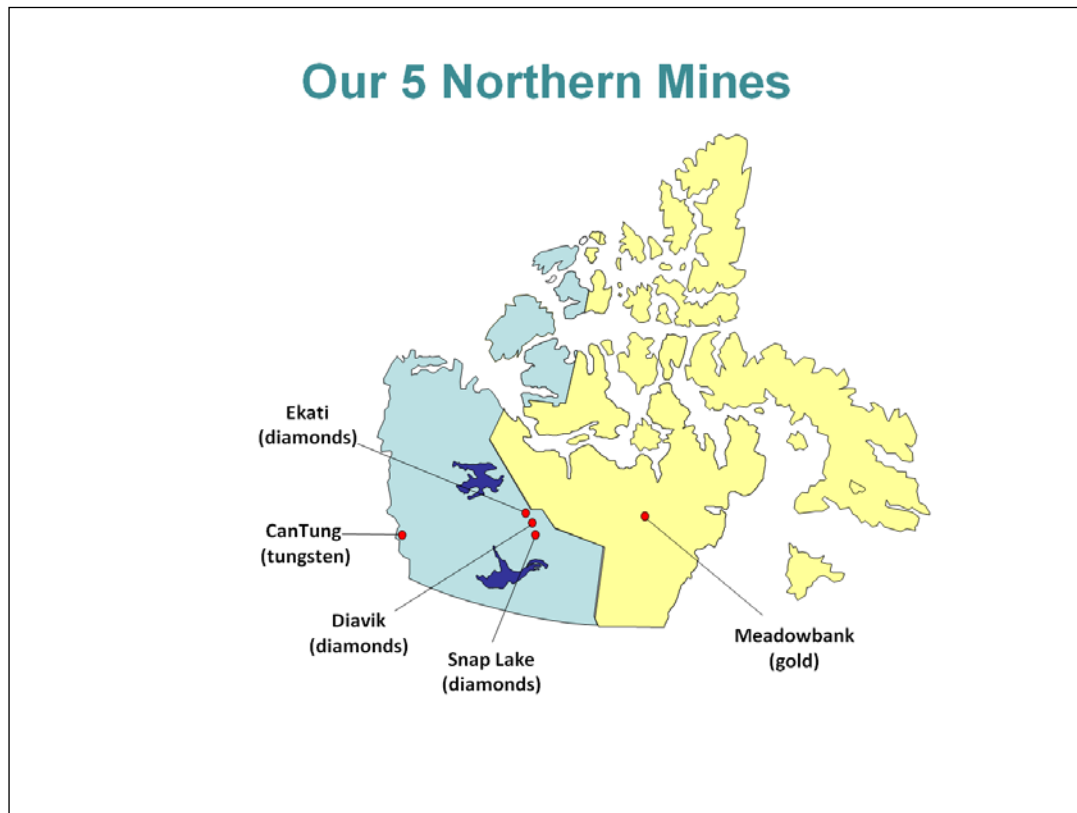 Our 5 Northern Mines
Ekati
(diamonds)
CanTung
(tungsten)
Diavik
(diamonds)
Snap Lake
(diamonds)
Meadowbank
(gold)